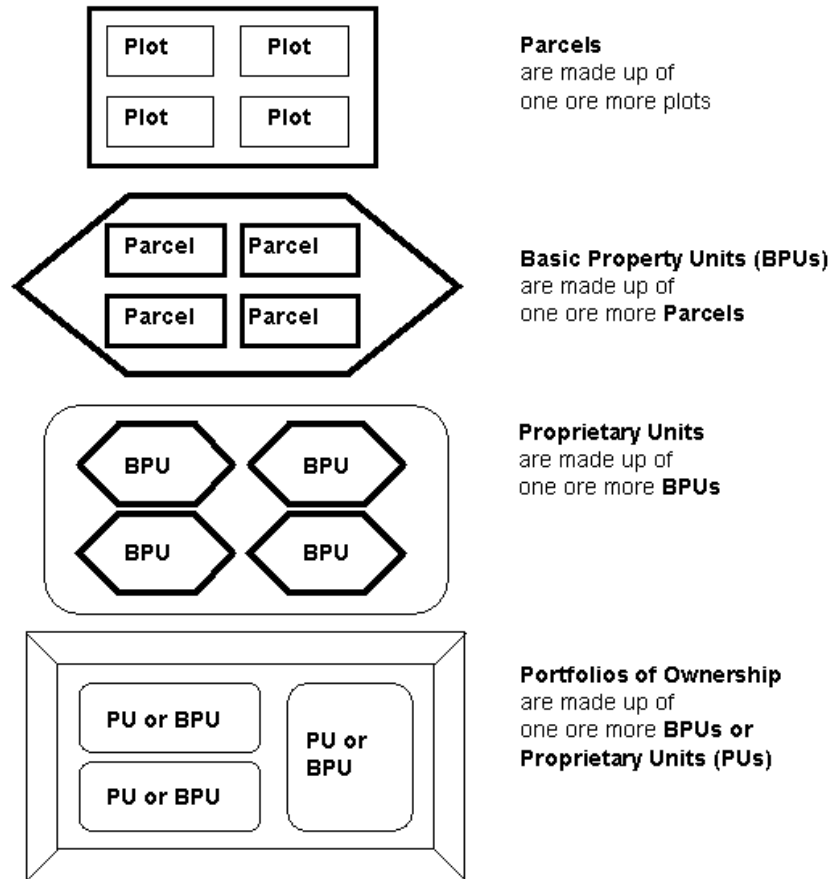 Plot
Plot
Plot
Plot
Parcels
are made up of
one ore more plots
Parcel
Parcel
Parcel
Parcel
Basic Property Units (BPUs)
are made up of
one ore more Parcels
BPU
BPU
BPU
BPU
Proprietary Units
are made up of
one ore more BPUs
PU or BPU
PU or BPU
PU or
BPU
Portfolios of Ownership
are made up of
one ore more BPUs or
Proprietary Units (PUs)